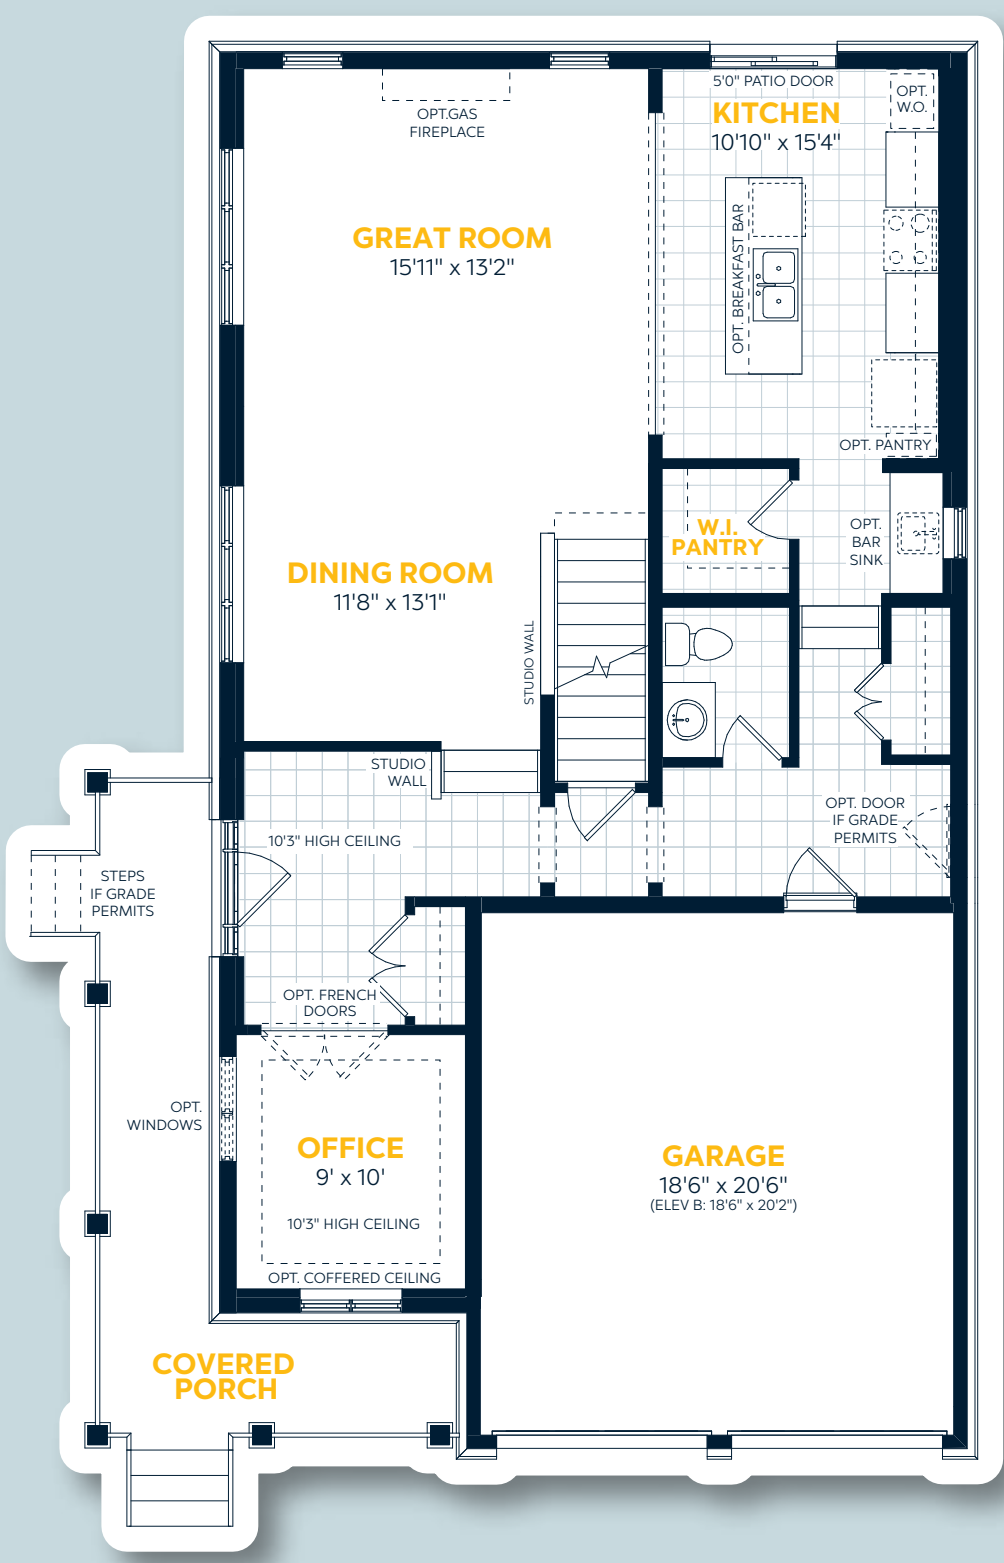 5'0" PATIO DOOR
KITCHEN
10'10" x 15'4"
OPT.
W.O.
OPT.GAS
FIREPLACE
GREAT ROOM
15'11" x 13'2"
OPT. BREAKFAST BAR
OPT. PANTRY
W.I.
PANTRY
OPT.
BAR
SINK
DINING ROOM
11'8" x 13'1"
STUDIO WALL
STUDIO
WALL
10'3" HIGH CEILING
OPT. DOOR
IF GRADE
PERMITS
STEPS
IF GRADE
PERMITS
OPT. FRENCH
DOORS
OPT.
WINDOWS
OFFICE
9' x 10'
10'3" HIGH CEILING
OPT. COFFERED CEILING
GARAGE
18'6" x 20'6"
(ELEV B: 18'6" x 20'2")
COVERED
PORCH